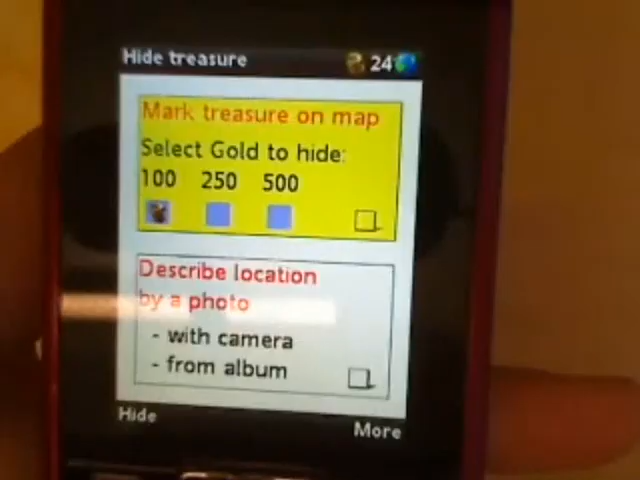 Hide treasure 24
Mark treasure on map
Select Gold to hide:
100 250 500
Describe location
by a photo
- with camera
- from album
Hide
More